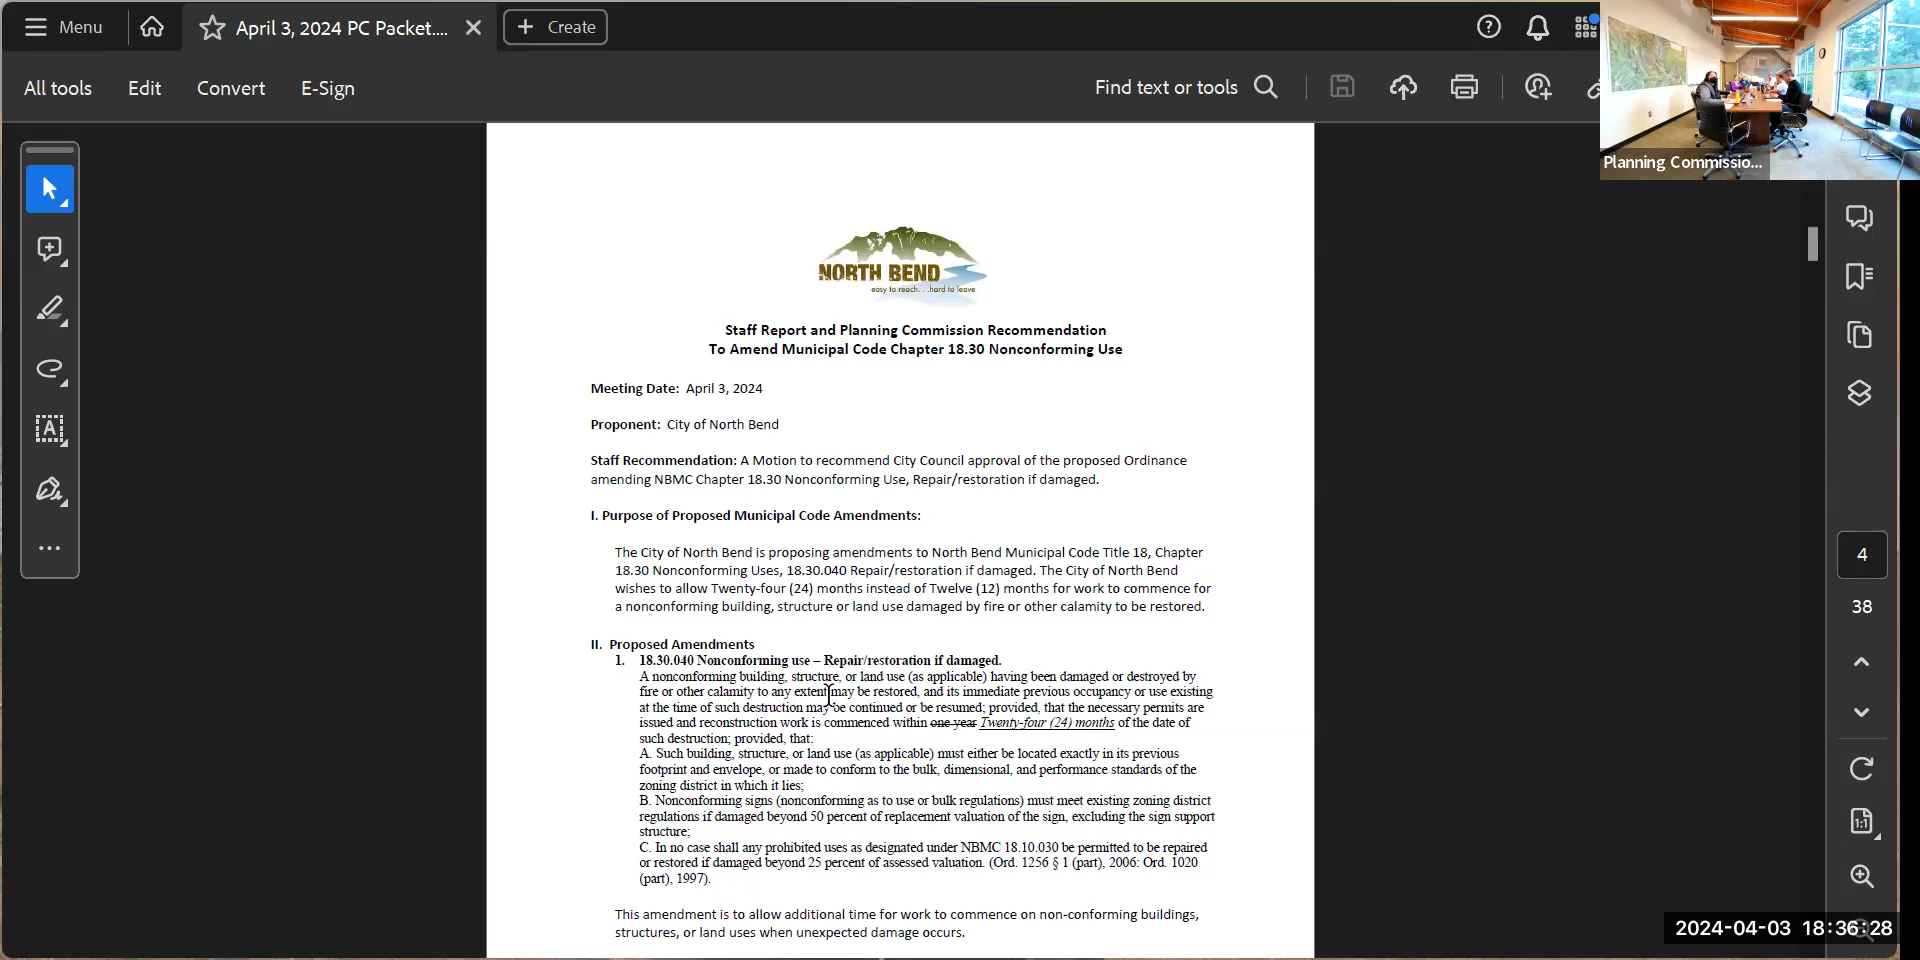 Menu
April 3, 2024 PC Packet....
Create
All tools
Edit
Convert
E-Sign
Find text or tools
Planning Commissio...
NORTH BEND
easy to reach. . .hard to leave
Staff Report and Planning Commission Recommendation
To Amend Municipal Code Chapter 18.30 Nonconforming Use
Meeting Date: April 3, 2024
Proponent: City of North Bend
Staff Recommendation: A Motion to recommend City Council approval of the proposed Ordinance
amending NBMC Chapter 18.30 Nonconforming Use, Repair/restoration if damaged.
I. Purpose of Proposed Municipal Code Amendments:
The City of North Bend is proposing amendments to North Bend Municipal Code Title 18, Chapter
18.30 Nonconforming Uses, 18.30.040 Repair/restoration if damaged. The City of North Bend
wishes to allow Twenty-four (24) months instead of Twelve (12) months for work to commence for
a nonconforming building, structure or land use damaged by fire or other calamity to be restored.
II. Proposed Amendments
1. 18.30.040 Nonconforming use – Repair/restoration if damaged.
A nonconforming building, structure, or land use (as applicable) having been damaged or destroyed by
fire or other calamity to any extent may be restored, and its immediate previous occupancy or use existing
at the time of such destruction may be continued or be resumed; provided, that the necessary permits are
issued and reconstruction work is commenced within one year Twenty-four (24) months of the date of
such destruction; provided, that:
A. Such building, structure, or land use (as applicable) must either be located exactly in its previous
footprint and envelope, or made to conform to the bulk, dimensional, and performance standards of the
zoning district in which it lies;
B. Nonconforming signs (nonconforming as to use or bulk regulations) must meet existing zoning district
regulations if damaged beyond 50 percent of replacement valuation of the sign, excluding the sign support
structure;
C. In no case shall any prohibited uses as designated under NBMC 18.10.030 be permitted to be repaired
or restored if damaged beyond 25 percent of assessed valuation. (Ord. 1256 § 1 (part), 2006: Ord. 1020
(part), 1997).
This amendment is to allow additional time for work to commence on non-conforming buildings,
structures, or land uses when unexpected damage occurs.
4
38
1:1
2024-04-03 18:36:28